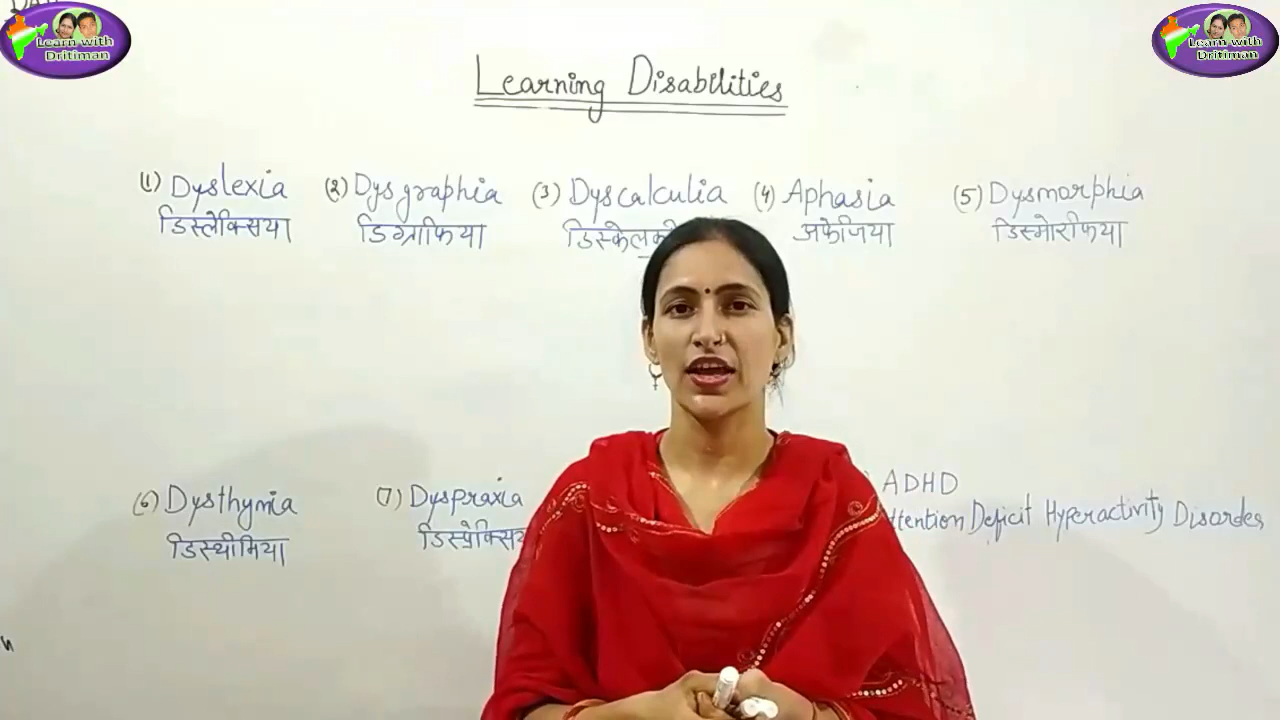 Learn with
Dritiman
Learn with
Dritiman
Learning Disabilities
(1) Dyslexia (2) Dysgraphia (3) Dyscalculia (4) Aphasia (5) Dysmorphia
डिस्लेक्सिया डिस्ग्राफिया अफेजिया डिस्मोरफिया
(6) Dysthymia (7) Dyspraxia ADHD
डिस्थीमिया Deficit Hyperactivity Disorder